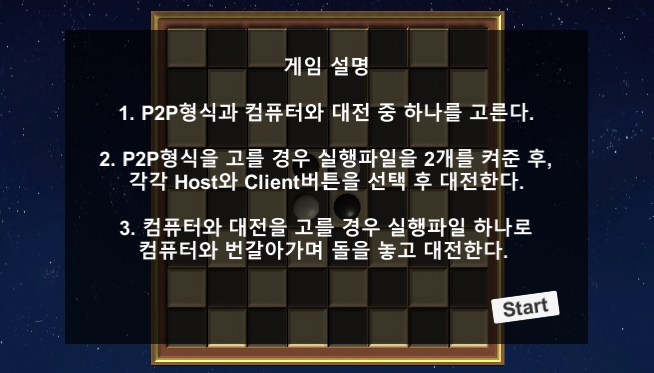 게임 설명
1. P2P형식과 컴퓨터와 대전 중 하나를 고른다.
2. P2P형식을 고를 경우 실행파일을 2개를 켜준 후,
각각 Host와 Client버튼을 선택 후 대전한다.
3. 컴퓨터와 대전을 고를 경우 실행파일 하나로
컴퓨터와 번갈아가며 돌을 놓고 대전한다.
Start